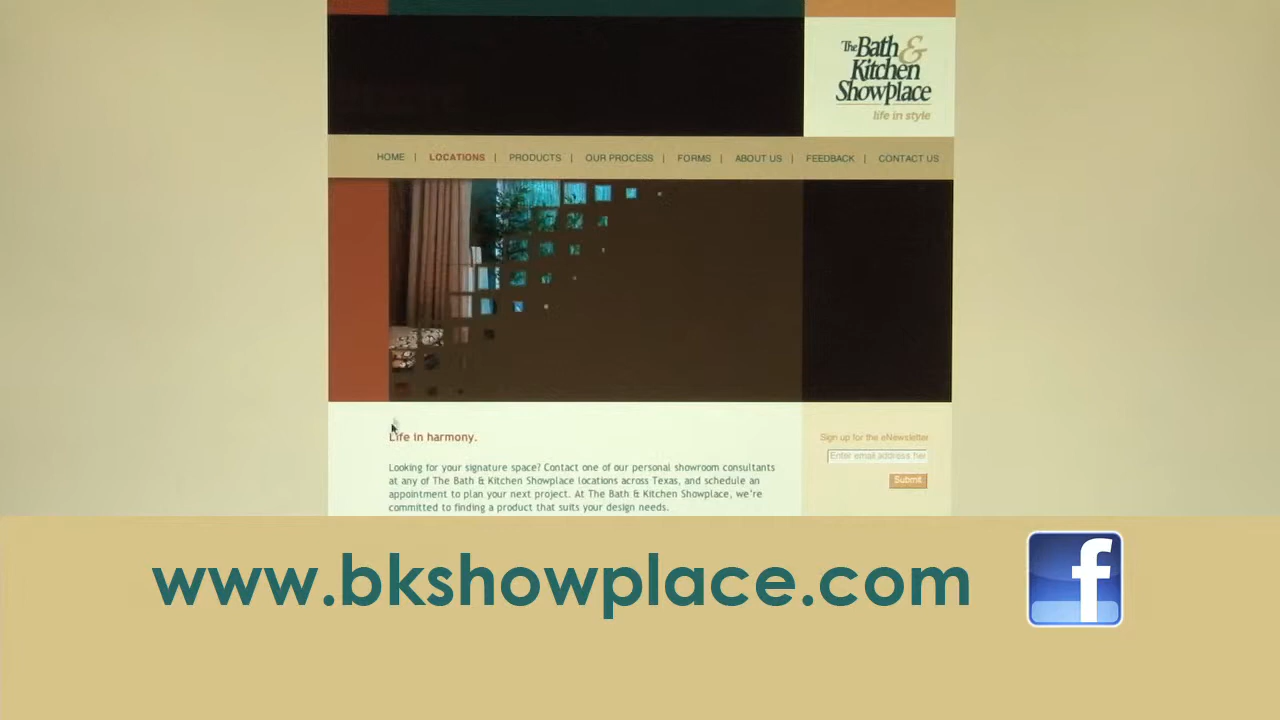 The Bath &
Kitchen
Showplace
life in style
HOME | LOCATIONS | PRODUCTS | OUR PROCESS | FORMS | ABOUT US | FEEDBACK | CONTACT US
Life in harmony.
Looking for your signature space? Contact one of our personal showroom consultants
at any of The Bath & Kitchen Showplace locations across Texas, and schedule an
appointment to plan your next project. At The Bath & Kitchen Showplace, we're
committed to finding a product that suits your design needs.
Sign up for the eNewsletter
Enter email address her
Submit
www.bkshowplace.com
f